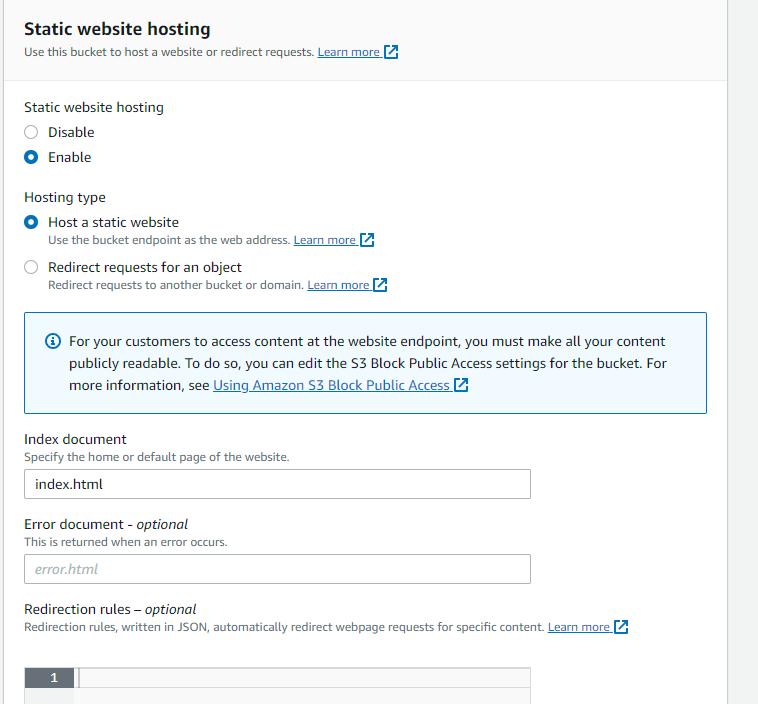 Static website hosting
Use this bucket to host a website or redirect requests. Learn more
Static website hosting
Disable
Enable
Hosting type
Host a static website
Use the bucket endpoint as the web address. Learn more
Redirect requests for an object
Redirect requests to another bucket or domain. Learn more
For your customers to access content at the website endpoint, you must make all your content
publicly readable. To do so, you can edit the S3 Block Public Access settings for the bucket. For
more information, see Using Amazon S3 Block Public Access
Index document
Specify the home or default page of the website.
index.html
Error document - optional
This is returned when an error occurs.
error.html
Redirection rules – optional
Redirection rules, written in JSON, automatically redirect webpage requests for specific content. Learn more
1